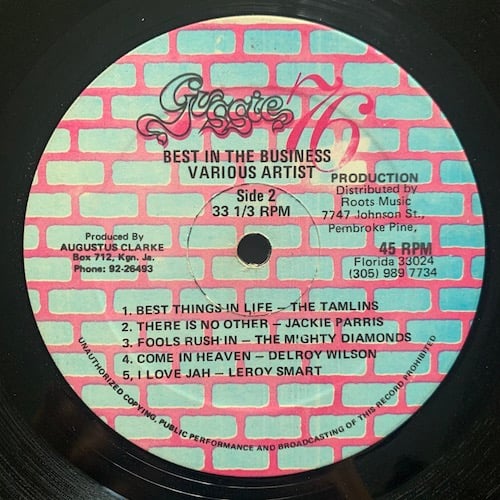 Gussie 76
BEST IN THE BUSINESS
VARIOUS ARTIST
Side 2
33 1/3 RPM
PRODUCTION
Distributed by
Roots Music
7747 Johnson St.,
Pembroke Pine,
45 RPM
Florida 33024
(305) 989 7734
Produced By
AUGUSTUS CLARKE
Box 712, Kgn. Ja.
Phone: 92-26493
1. BEST THINGS IN LIFE – THE TAMLINS
2. THERE IS NO OTHER – JACKIE PARRIS
3. FOOLS RUSH IN – THE MIGHTY DIAMONDS
4. COME IN HEAVEN – DELROY WILSON
5, I LOVE JAH – LEROY SMART
UNAUTHORIZED COPYING, PUBLIC PERFORMANCE AND BROADCASTING OF THIS RECORD PROHIBITED